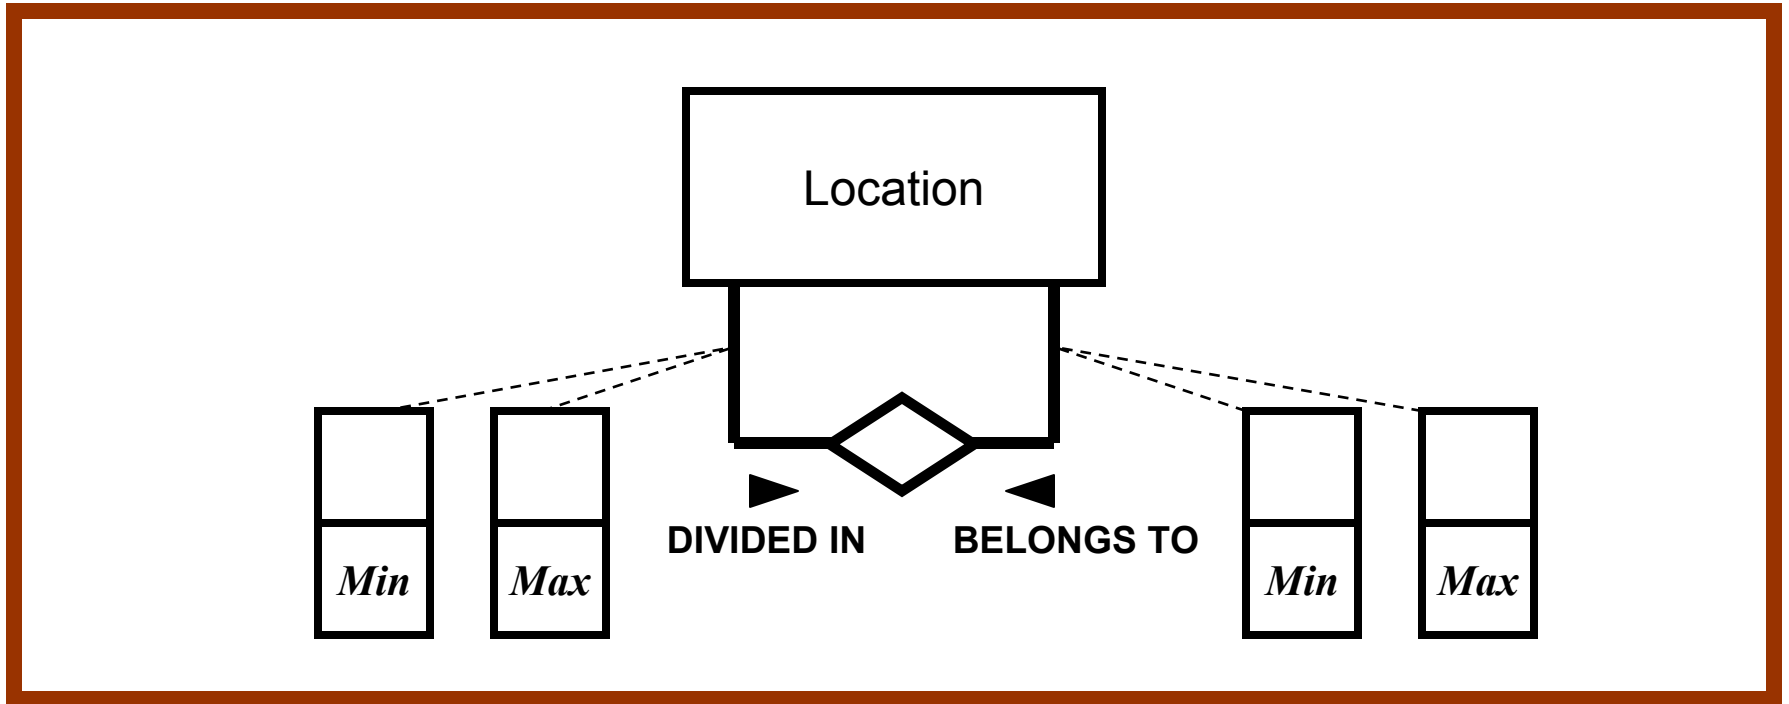 Location
DIVIDED IN
BELONGS TO
Min
Max
Min
Max